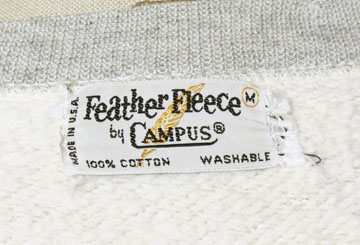 MADE IN U.S.A.
Feather Fleece M
by CAMPUS®
100% COTTON WASHABLE